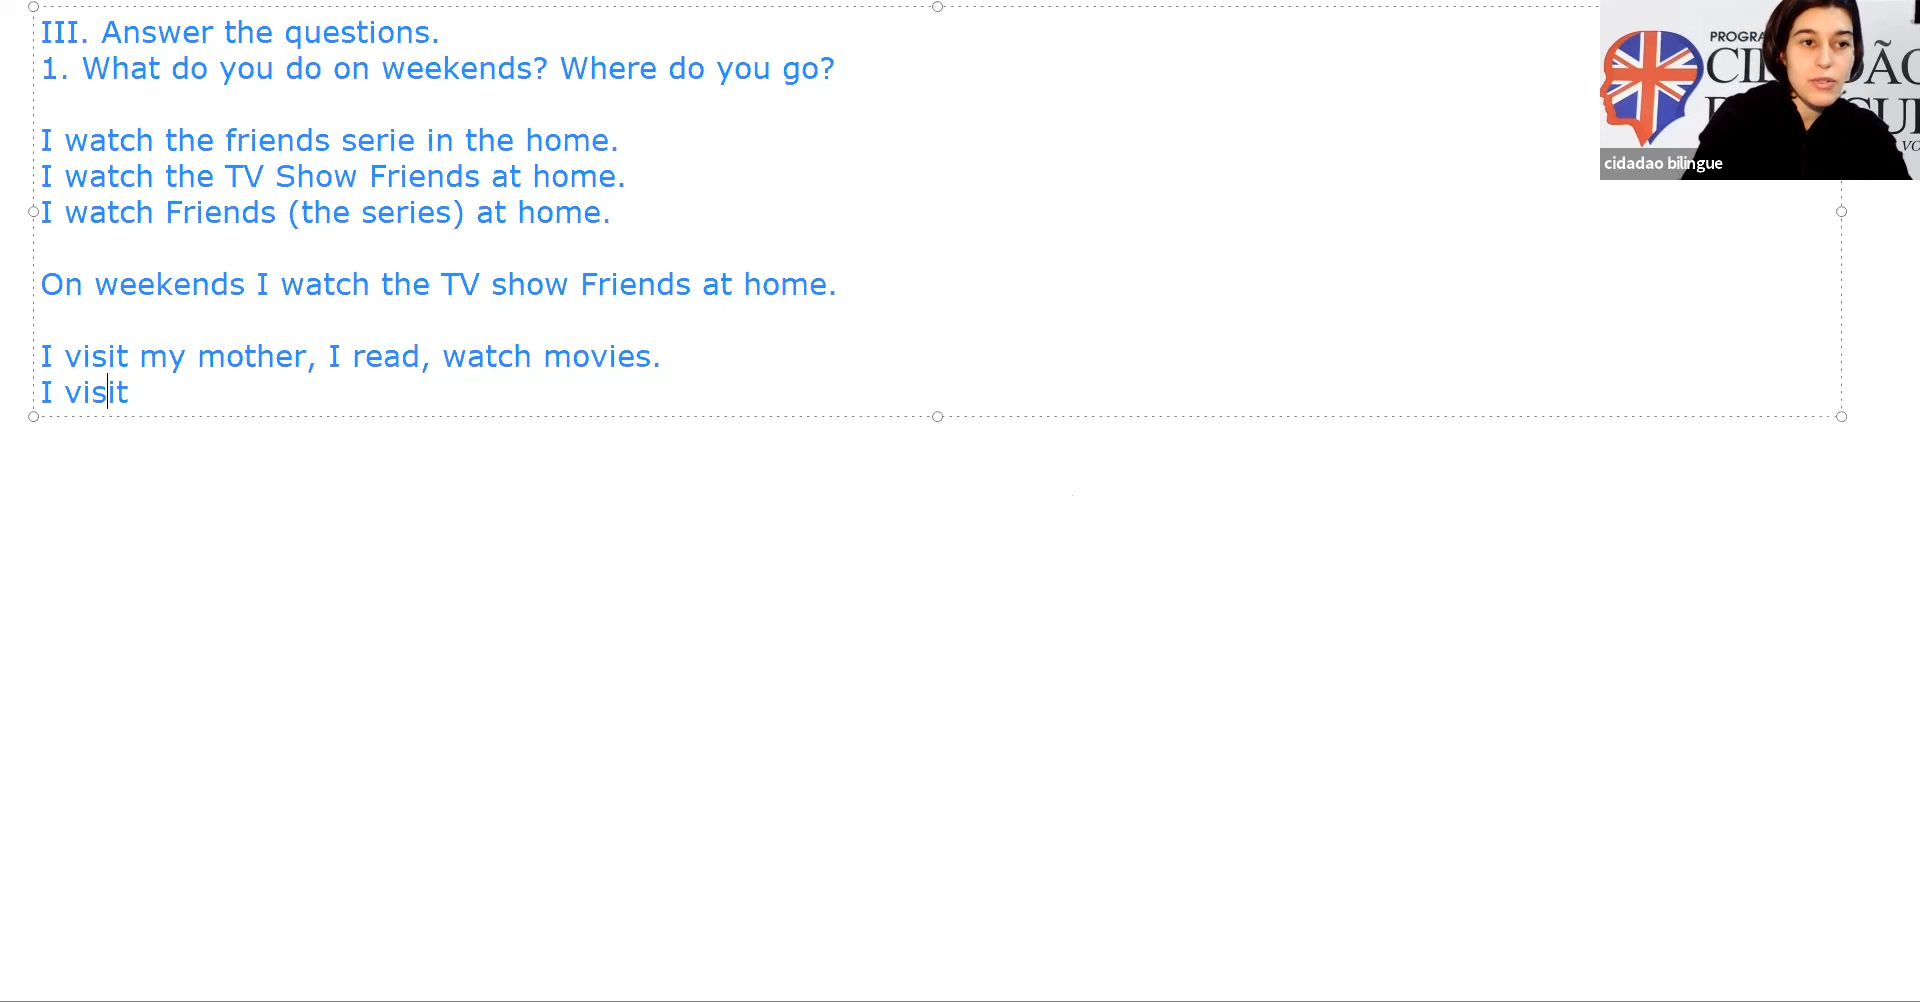 III. Answer the questions.
1. What do you do on weekends? Where do you go?
I watch the friends serie in the home.
I watch the TV Show Friends at home.
I watch Friends (the series) at home.
On weekends I watch the TV show Friends at home.
I visit my mother, I read, watch movies.
I visit
cidadao bilingue